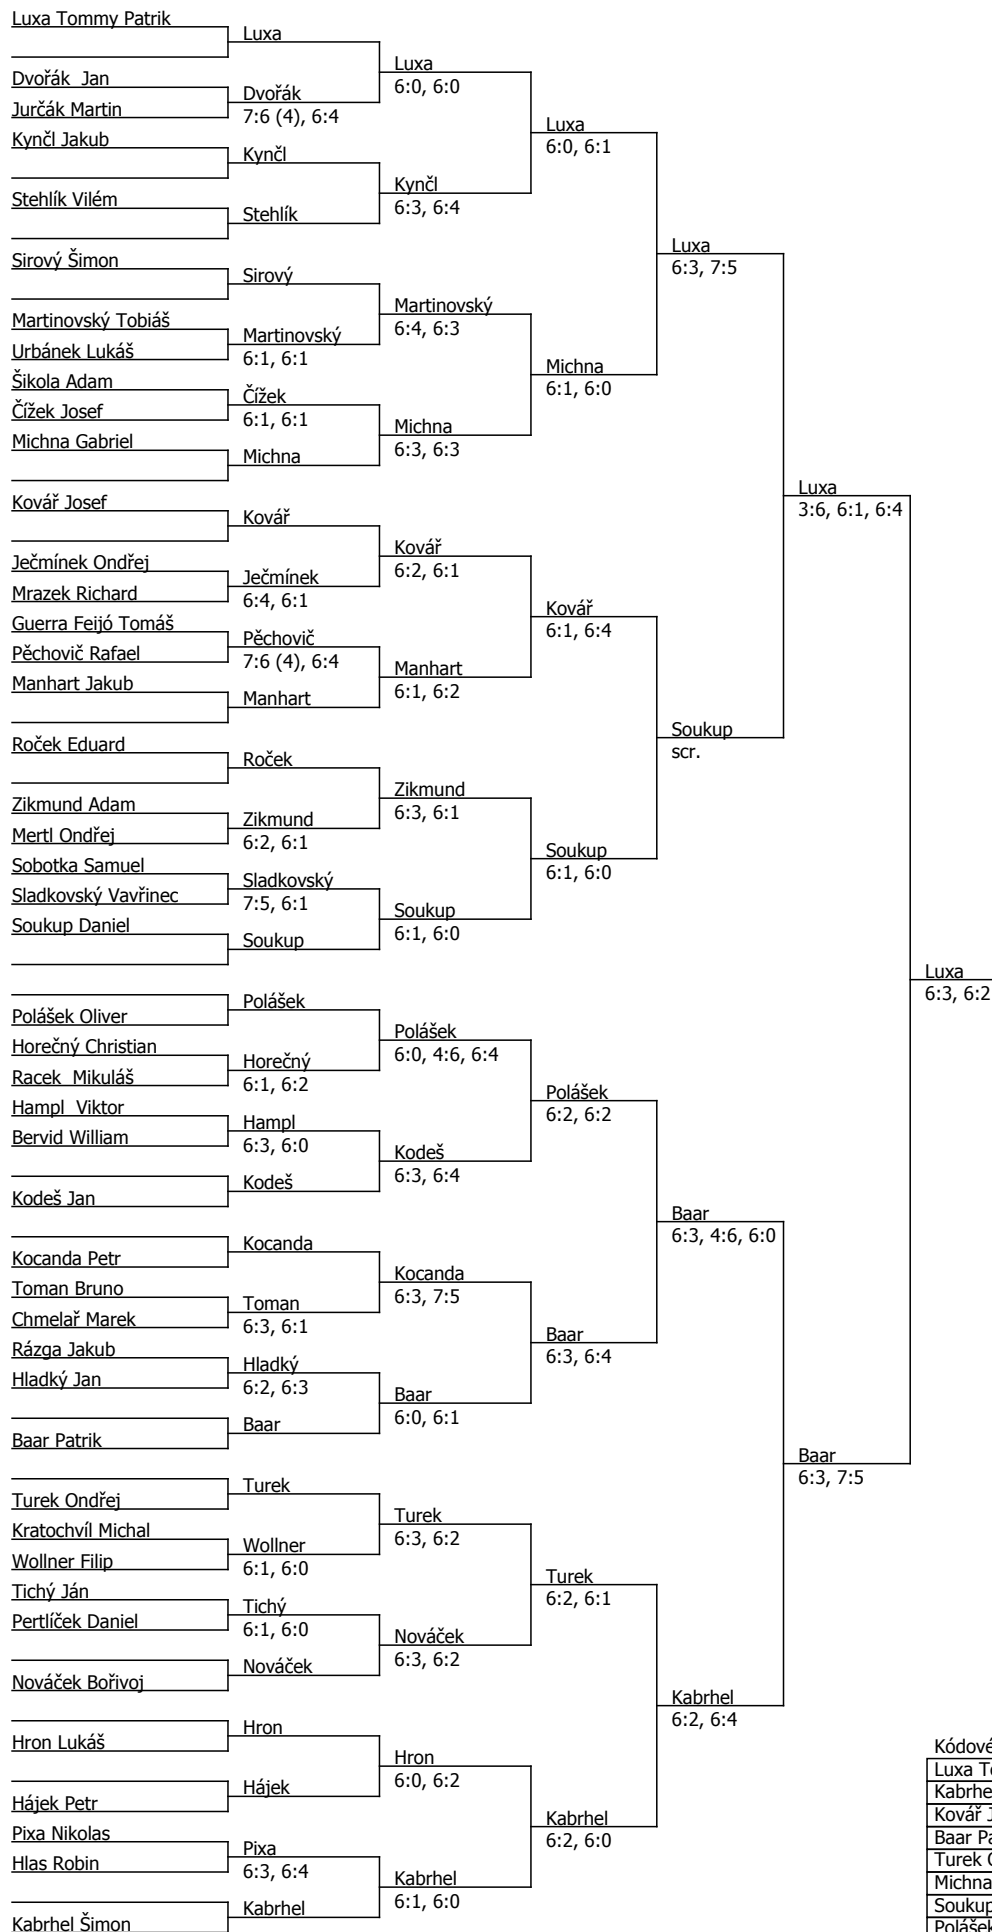 Luxa Tommy Patrik
Luxa
Luxa
6:0, 6:0
Dvořák  Jan
Dvořák
7:6 (4), 6:4
Jurčák Martin
Luxa
6:0, 6:1
Kynčl Jakub
Kynčl
Kynčl
6:3, 6:4
Stehlík Vilém
Stehlík
Luxa
6:3, 7:5
Sirový Šimon
Sirový
Martinovský
6:4, 6:3
Martinovský Tobiáš
Martinovský
6:1, 6:1
Urbánek Lukáš
Michna
6:1, 6:0
Šikola Adam
Čížek
6:1, 6:1
Čížek Josef
Michna
6:3, 6:3
Michna Gabriel
Michna
Luxa
3:6, 6:1, 6:4
Kovář Josef
Kovář
Kovář
6:2, 6:1
Ječmínek Ondřej
Ječmínek
6:4, 6:1
Mrazek Richard
Kovář
6:1, 6:4
Guerra Feijó Tomáš
Pěchovič
7:6 (4), 6:4
Pěchovič Rafael
Manhart
6:1, 6:2
Manhart Jakub
Manhart
Soukup
scr.
Roček Eduard
Roček
Zikmund
6:3, 6:1
Zikmund Adam
Zikmund
6:2, 6:1
Mertl Ondřej
Soukup
6:1, 6:0
Sobotka Samuel
Sladkovský
7:5, 6:1
Sladkovský Vavřinec
Soukup
6:1, 6:0
Soukup Daniel
Soukup
Luxa
6:3, 6:2
Polášek
Polášek Oliver
Polášek
6:0, 4:6, 6:4
Horečný Christian
Horečný
6:1, 6:2
Racek  Mikuláš
Polášek
6:2, 6:2
Hampl  Viktor
Hampl
6:3, 6:0
Bervid William
Kodeš
6:3, 6:4
Kodeš
Kodeš Jan
Baar
6:3, 4:6, 6:0
Kocanda
Kocanda Petr
Kocanda
6:3, 7:5
Toman Bruno
Toman
6:3, 6:1
Chmelař Marek
Baar
6:3, 6:4
Rázga Jakub
Hladký
6:2, 6:3
Hladký Jan
Baar
6:0, 6:1
Baar
Baar Patrik
Baar
6:3, 7:5
Turek
Turek Ondřej
Turek
6:3, 6:2
Kratochvíl Michal
Wollner
6:1, 6:0
Wollner Filip
Turek
6:2, 6:1
Tichý Ján
Tichý
6:1, 6:0
Pertlíček Daniel
Nováček
6:3, 6:2
Nováček
Nováček Bořivoj
Kabrhel
6:2, 6:4
Hron
Hron Lukáš
Hron
6:0, 6:2
Hájek
Hájek Petr
Kabrhel
6:2, 6:0
Pixa Nikolas
Pixa
6:3, 6:4
Hlas Robin
Kabrhel
6:1, 6:0
Kabrhel
Kabrhel Šimon
Kódové
Luxa To
Kabrhe
Kovář J
Baar Pa
Turek O
Michna
Soukup
Polášek